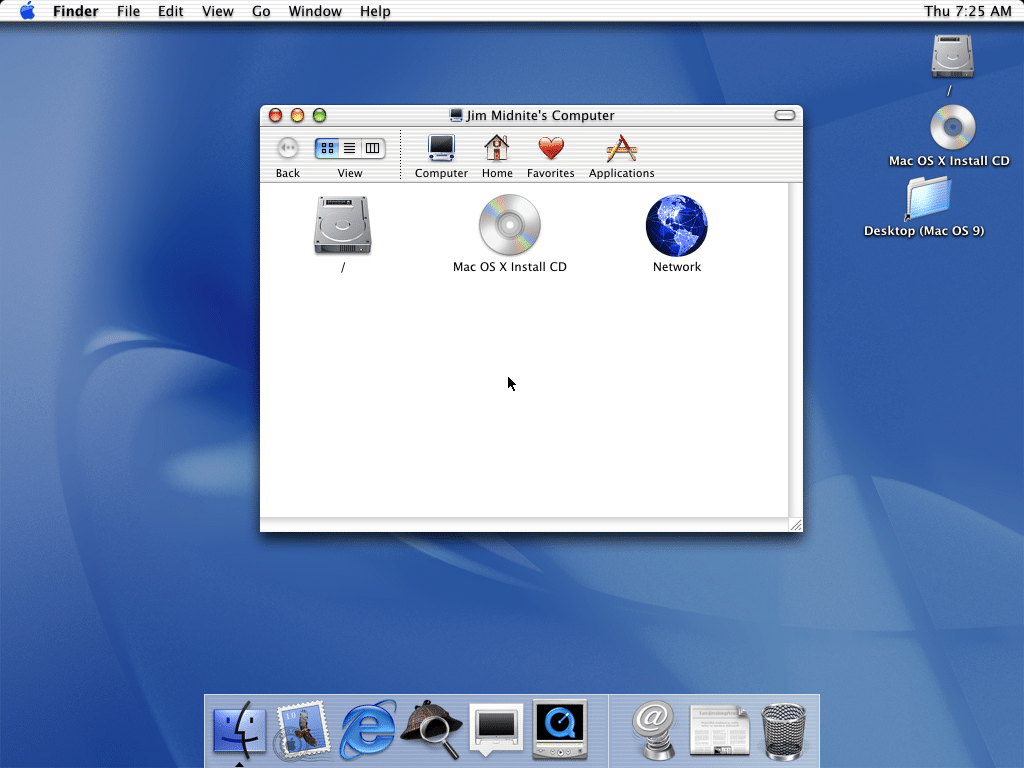 Finder File Edit View Go Window Help Thu 7:25 AM
/
Mac OS X Install CD
Desktop (Mac OS 9)
Jim Midnite's Computer
Back View Computer Home Favorites Applications
/ Mac OS X Install CD Network